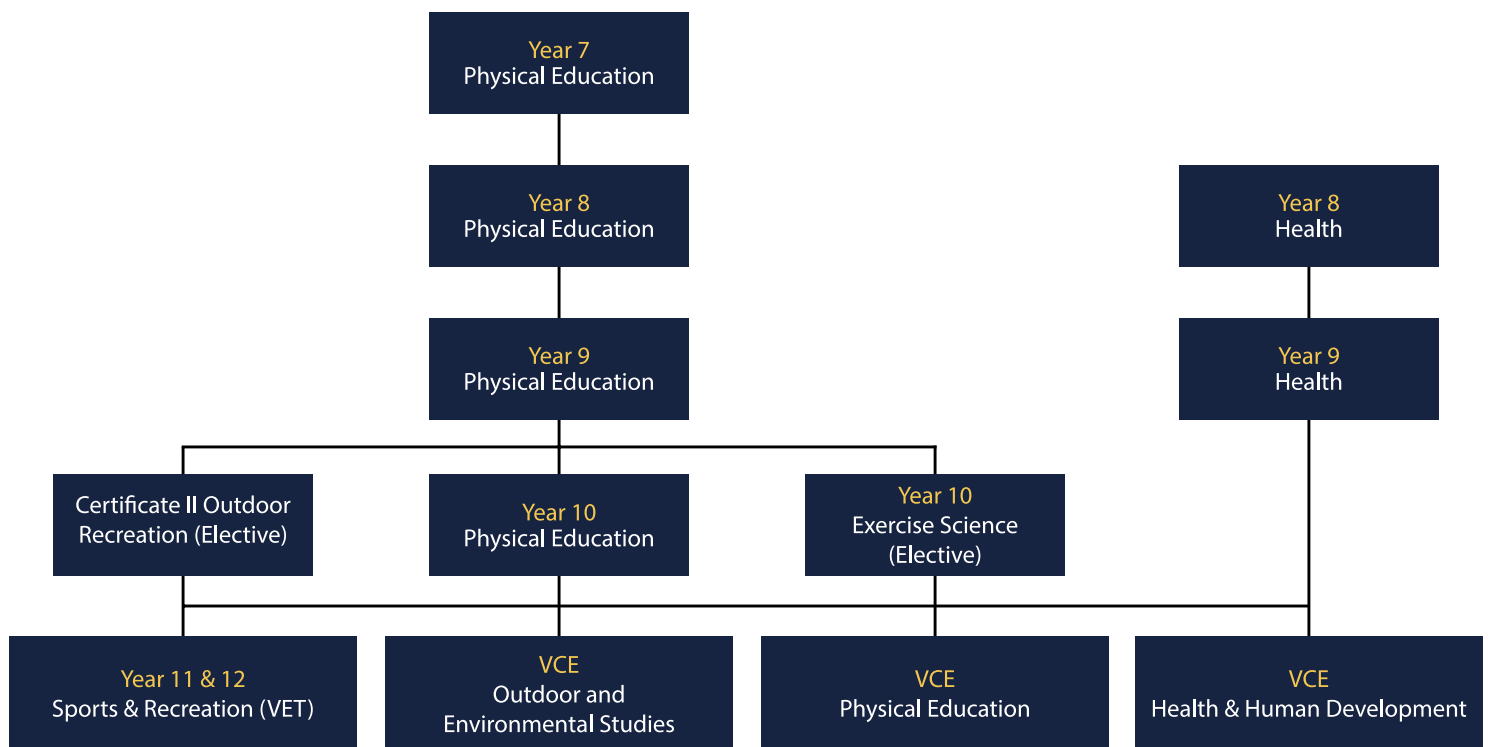 Year 7
Physical Education
Year 8
Physical Education
Year 8
Health
Year 9
Physical Education
Year 9
Health
Certificate II Outdoor
Recreation (Elective)
Year 10
Physical Education
Year 10
Exercise Science
(Elective)
Year 11 & 12
Sports & Recreation (VET)
VCE
Outdoor and
Environmental Studies
VCE
Physical Education
VCE
Health & Human Development